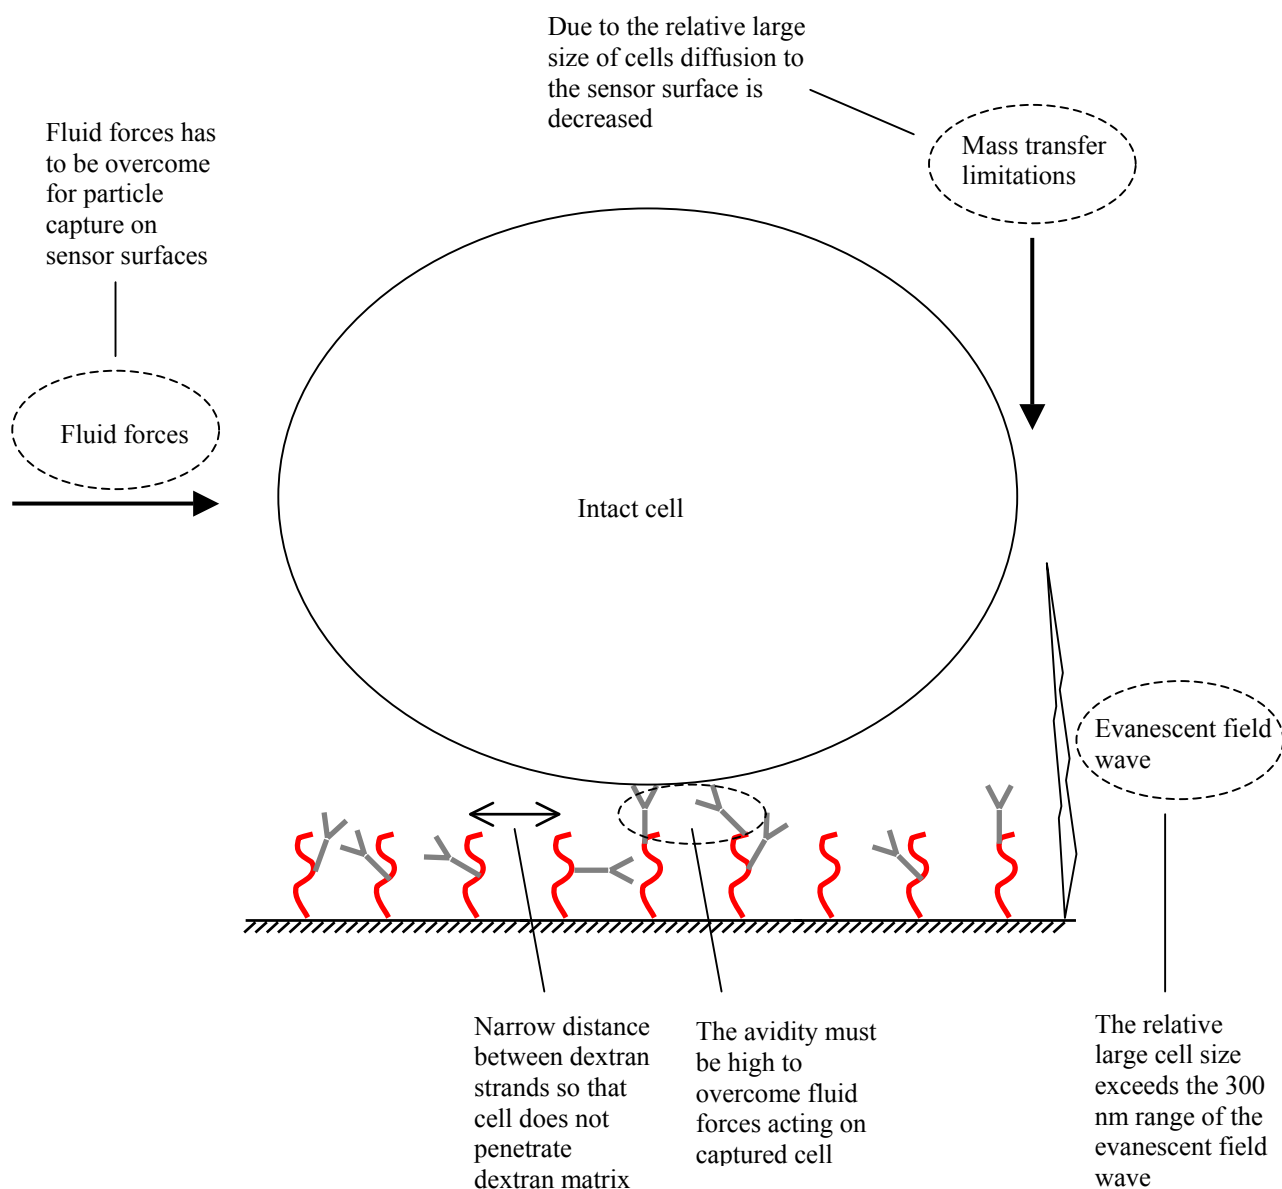 Due to the relative large
size of cells diffusion to
the sensor surface is
decreased
Fluid forces has
to be overcome
for particle
capture on
sensor surfaces
Mass transfer
limitations
Fluid forces
Intact cell
Evanescent field
wave
Narrow distance
between dextran
strands so that
cell does not
penetrate
dextran matrix
The avidity must
be high to
overcome fluid
forces acting on
captured cell
The relative
large cell size
exceeds the 300
nm range of the
evanescent field
wave